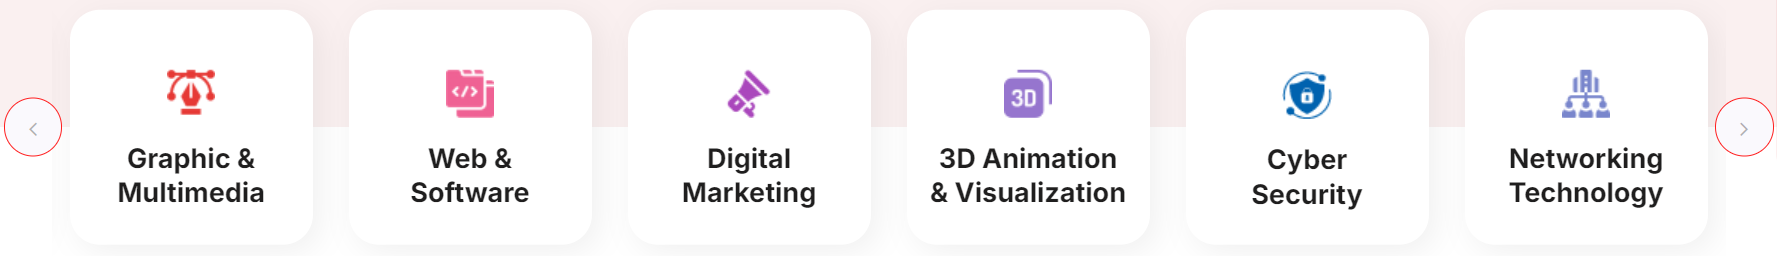 Graphic &
Multimedia
</>
Web &
Software
Digital
Marketing
3D
3D Animation
& Visualization
Cyber
Security
Networking
Technology